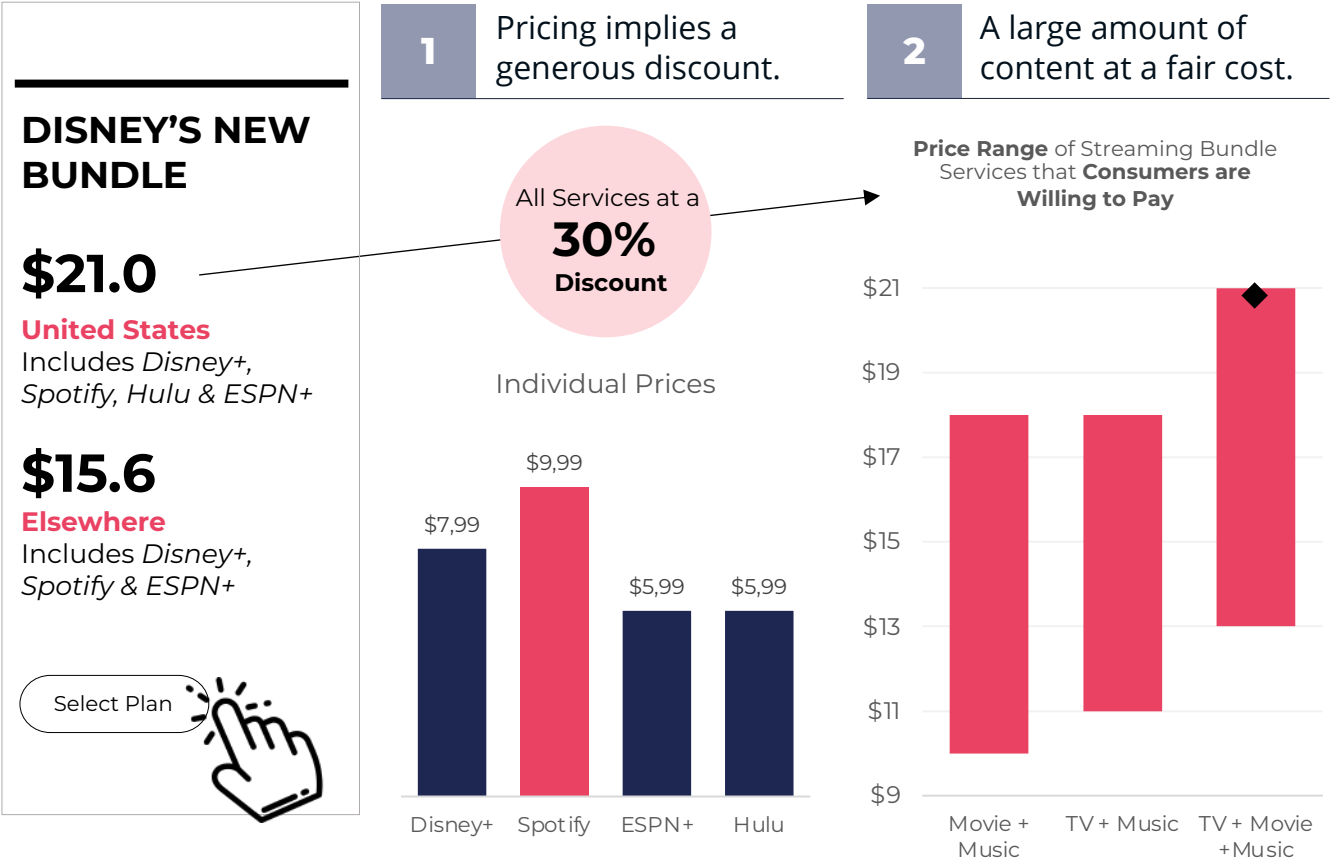 DISNEY’S NEW
BUNDLE
$21.0
United States
Includes Disney+,
Spotify, Hulu & ESPN+
$15.6
Elsewhere
Includes Disney+,
Spotify & ESPN+
Select Plan
1
Pricing implies a
generous discount.
All Services at a
30%
Discount
Individual Prices
$7,99
$9,99
$5,99
$5,99
Disney+
Spotify
ESPN+
Hulu
2
A large amount of
content at a fair cost.
Price Range of Streaming Bundle
Services that Consumers are
Willing to Pay
$21
$19
$17
$15
$13
$11
$9
Movie +
Music
TV + Music
TV + Movie
+Music